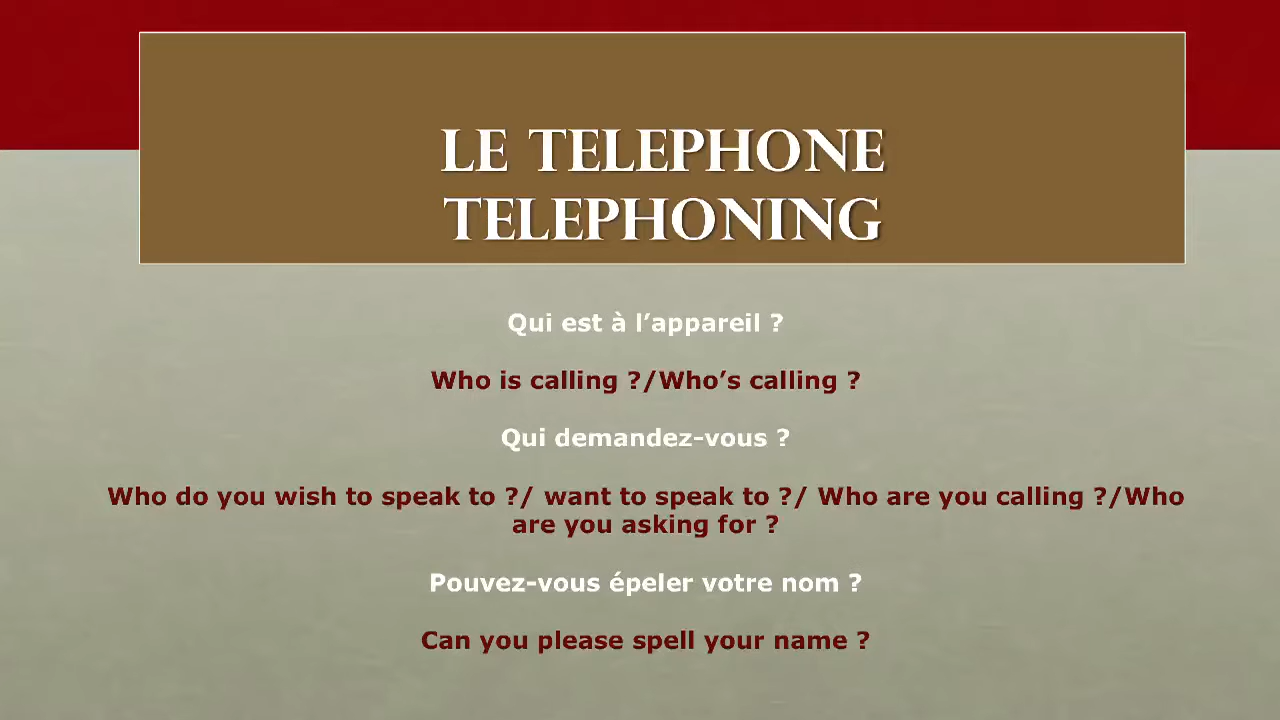 LE TELEPHONE
TELEPHONING
Qui est à l’appareil ?
Who is calling ?/Who’s calling ?
Qui demandez-vous ?
Who do you wish to speak to ?/ want to speak to ?/ Who are you calling ?/Who
are you asking for ?
Pouvez-vous épeler votre nom ?
Can you please spell your name ?